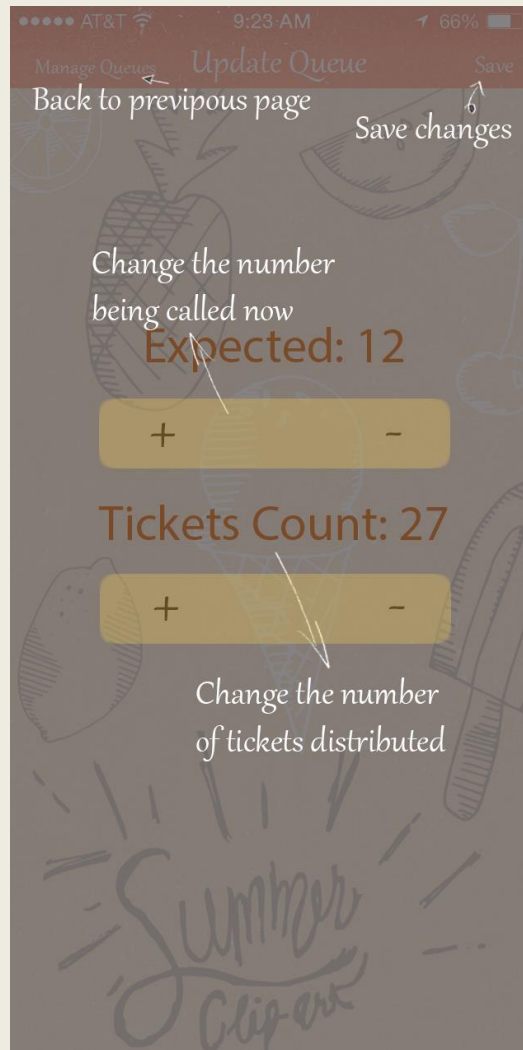 AT&T 9:23 AM 66%
Manage Queues Update Queue Save
Back to previpous page
Save changes
Change the number
being called now
Expected: 12
+ -
Tickets Count: 27
+ -
Change the number
of tickets distributed
Summer
Clip art